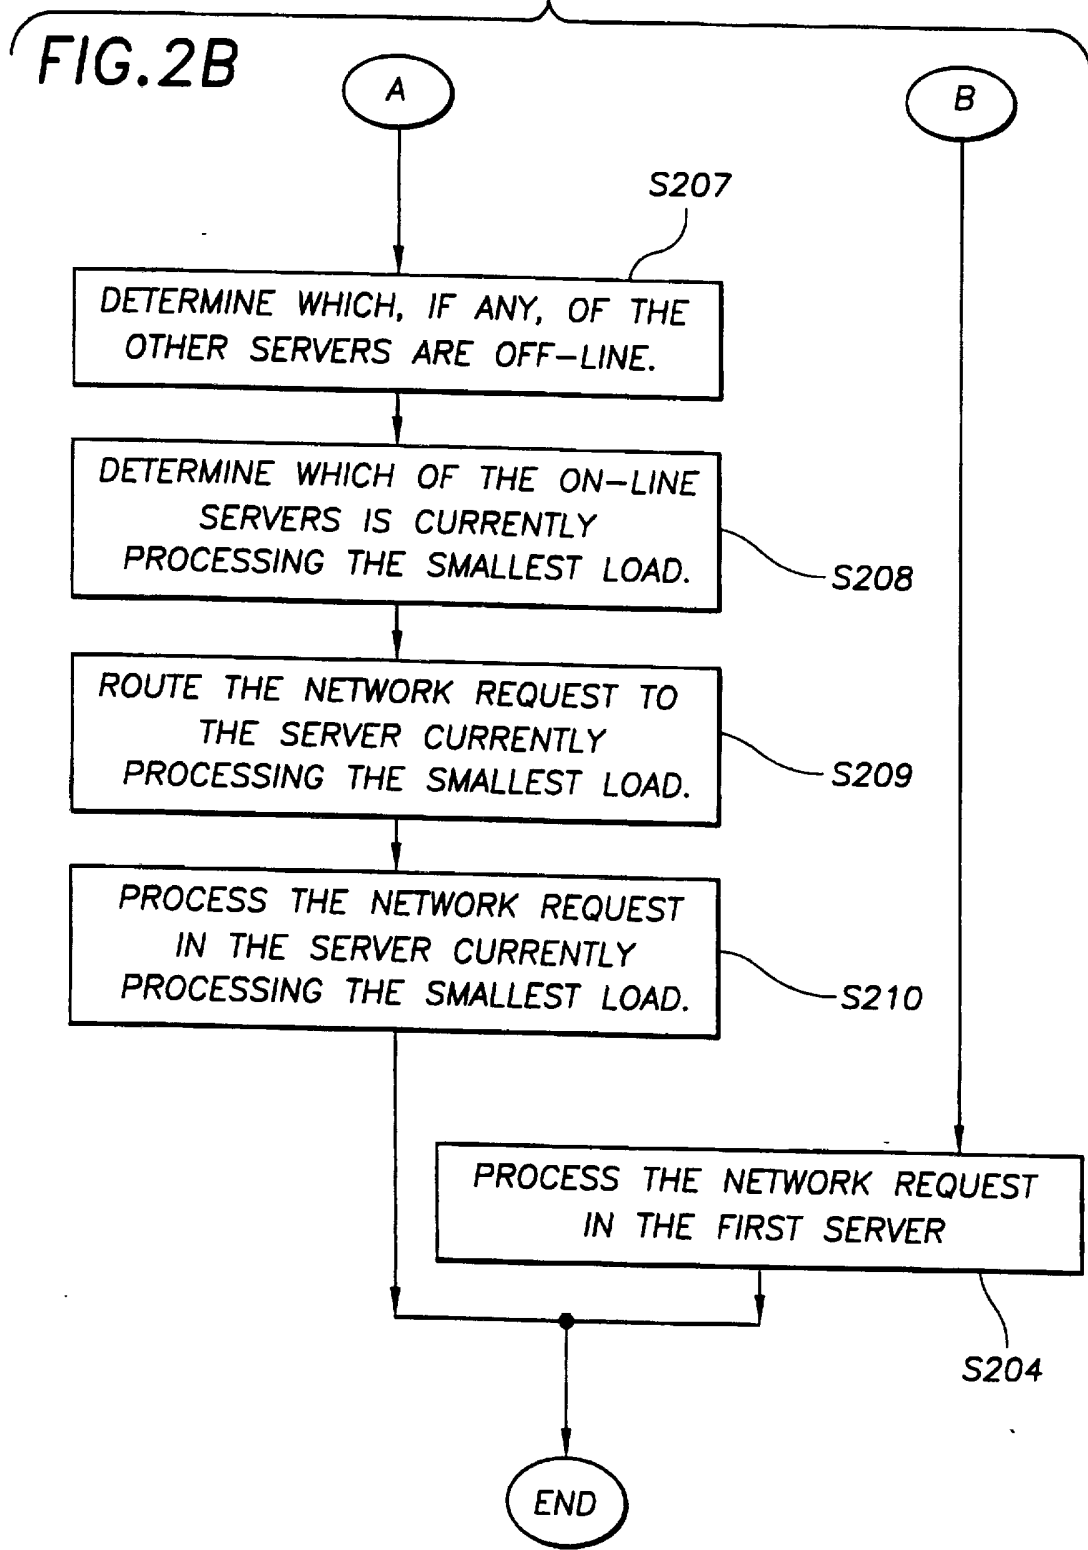 FIG.2B
A
B
S207
DETERMINE WHICH, IF ANY, OF THE
OTHER SERVERS ARE OFF-LINE.
DETERMINE WHICH OF THE ON-LINE
SERVERS IS CURRENTLY
PROCESSING THE SMALLEST LOAD.
S208
ROUTE THE NETWORK REQUEST TO
THE SERVER CURRENTLY
PROCESSING THE SMALLEST LOAD.
S209
PROCESS THE NETWORK REQUEST
IN THE SERVER CURRENTLY
PROCESSING THE SMALLEST LOAD.
S210
PROCESS THE NETWORK REQUEST
IN THE FIRST SERVER
S204
END